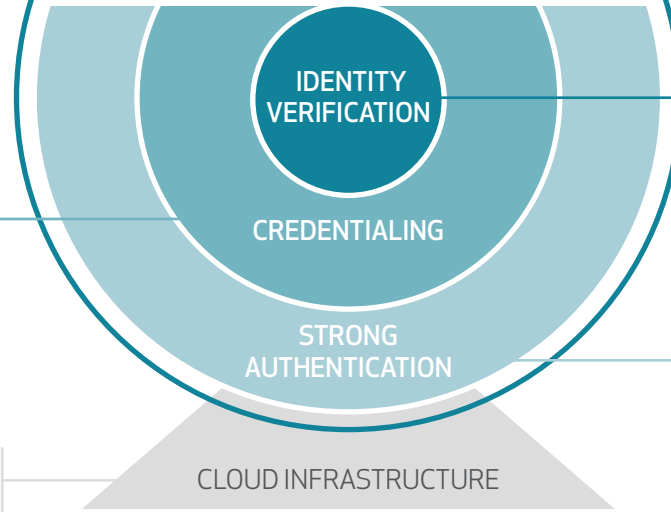 IDENTITY
VERIFICATION
CREDENTIALING
STRONG
AUTHENTICATION
CLOUD INFRASTRUCTURE